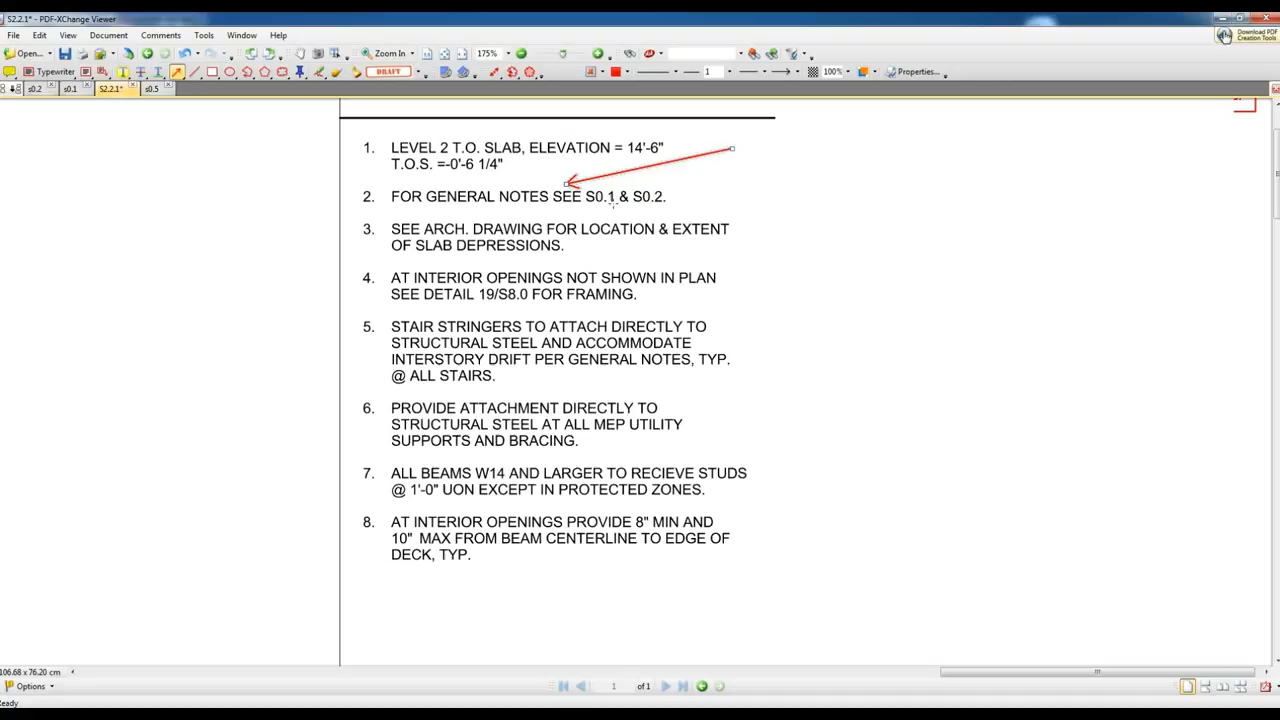 S2.2.1* - PDF-XChange Viewer
File Edit View Document Comments Tools Window Help
Download PDF
Creation Tools
Open... Zoom In 175%
Typewriter DRAFT 1 100% Properties...
s0.2 s0.1 S2.2.1* s0.5
1. LEVEL 2 T.O. SLAB, ELEVATION = 14'-6"
T.O.S. =-0'-6 1/4"
2. FOR GENERAL NOTES SEE S0.1 & S0.2.
3. SEE ARCH. DRAWING FOR LOCATION & EXTENT
OF SLAB DEPRESSIONS.
4. AT INTERIOR OPENINGS NOT SHOWN IN PLAN
SEE DETAIL 19/S8.0 FOR FRAMING.
5. STAIR STRINGERS TO ATTACH DIRECTLY TO
STRUCTURAL STEEL AND ACCOMMODATE
INTERSTORY DRIFT PER GENERAL NOTES, TYP.
@ ALL STAIRS.
6. PROVIDE ATTACHMENT DIRECTLY TO
STRUCTURAL STEEL AT ALL MEP UTILITY
SUPPORTS AND BRACING.
7. ALL BEAMS W14 AND LARGER TO RECIEVE STUDS
@ 1'-0" UON EXCEPT IN PROTECTED ZONES.
8. AT INTERIOR OPENINGS PROVIDE 8" MIN AND
10" MAX FROM BEAM CENTERLINE TO EDGE OF
DECK, TYP.
106.68 x 76.20 cm
Options 1 of 1
Ready